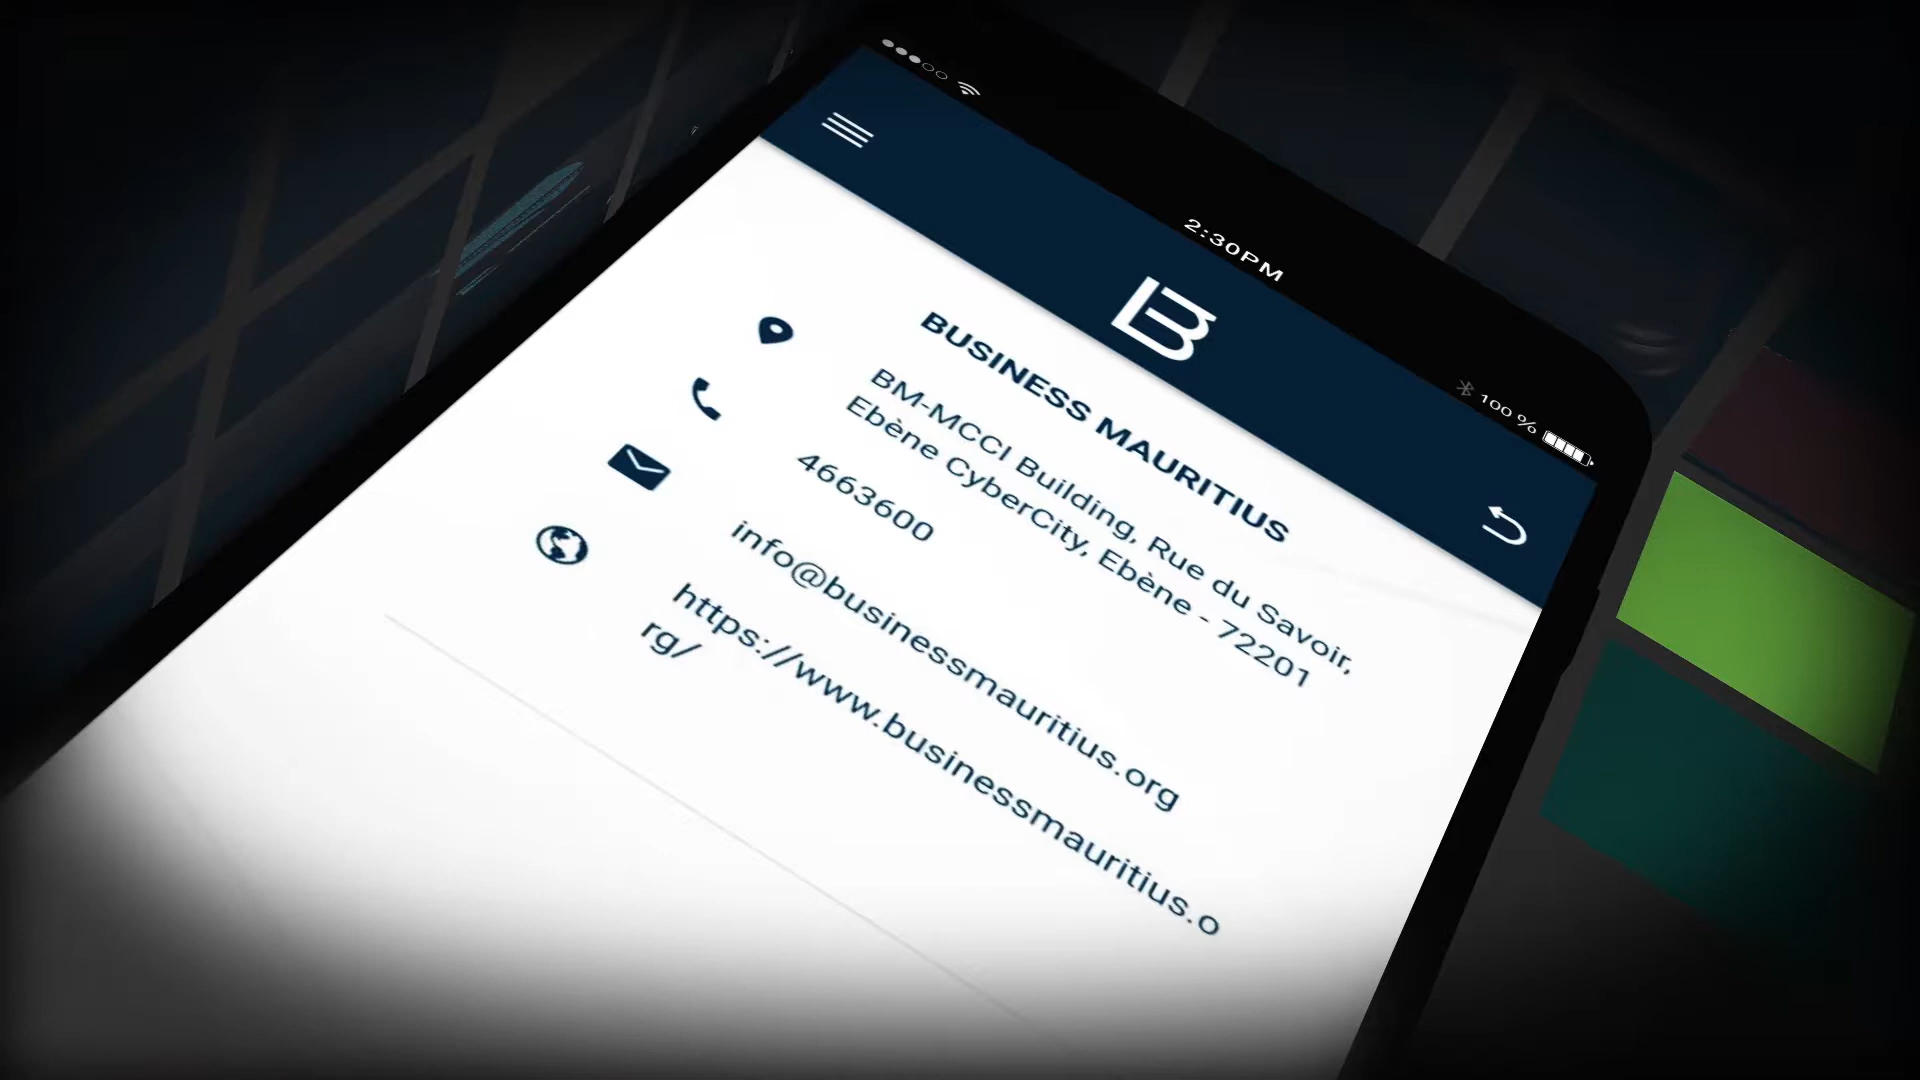 2:30PM
100 %
BUSINESS MAURITIUS
BM-MCCI Building, Rue du Savoir,
Ebène CyberCity, Ebène - 72201
4663600
info@businessmauritius.org
https://www.businessmauritius.o
rg/